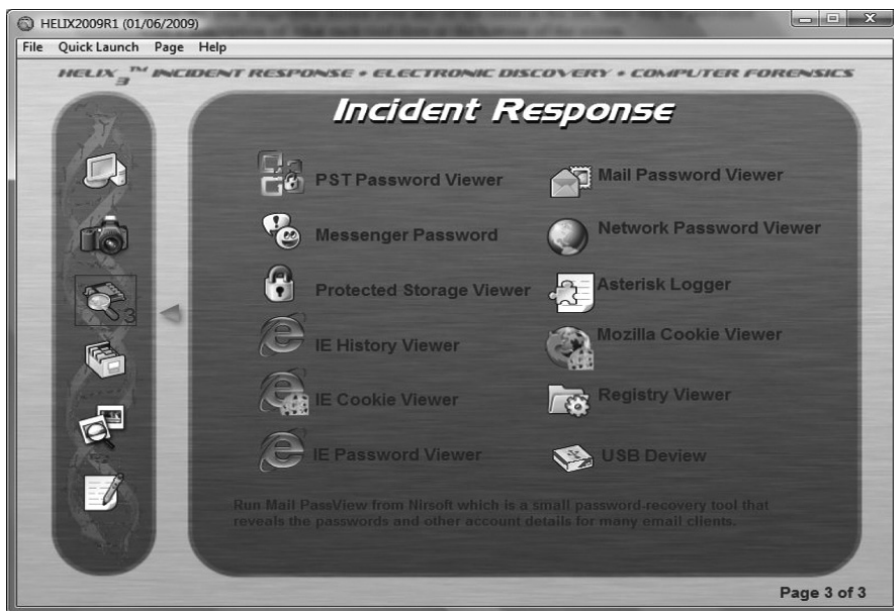 HELIX2009R1 (01/06/2009)
File Quick Launch Page Help
HELIX 3™ INCIDENT RESPONSE • ELECTRONIC DISCOVERY • COMPUTER FORENSICS
Incident Response
PST Password Viewer
Messenger Password
Protected Storage Viewer
IE History Viewer
IE Cookie Viewer
IE Password Viewer
Mail Password Viewer
Network Password Viewer
Asterisk Logger
Mozilla Cookie Viewer
Registry Viewer
USB Deview
3
Run Mail PassView from Nirsoft which is a small password-recovery tool that
reveals the passwords and other account details for many email clients.
Page 3 of 3